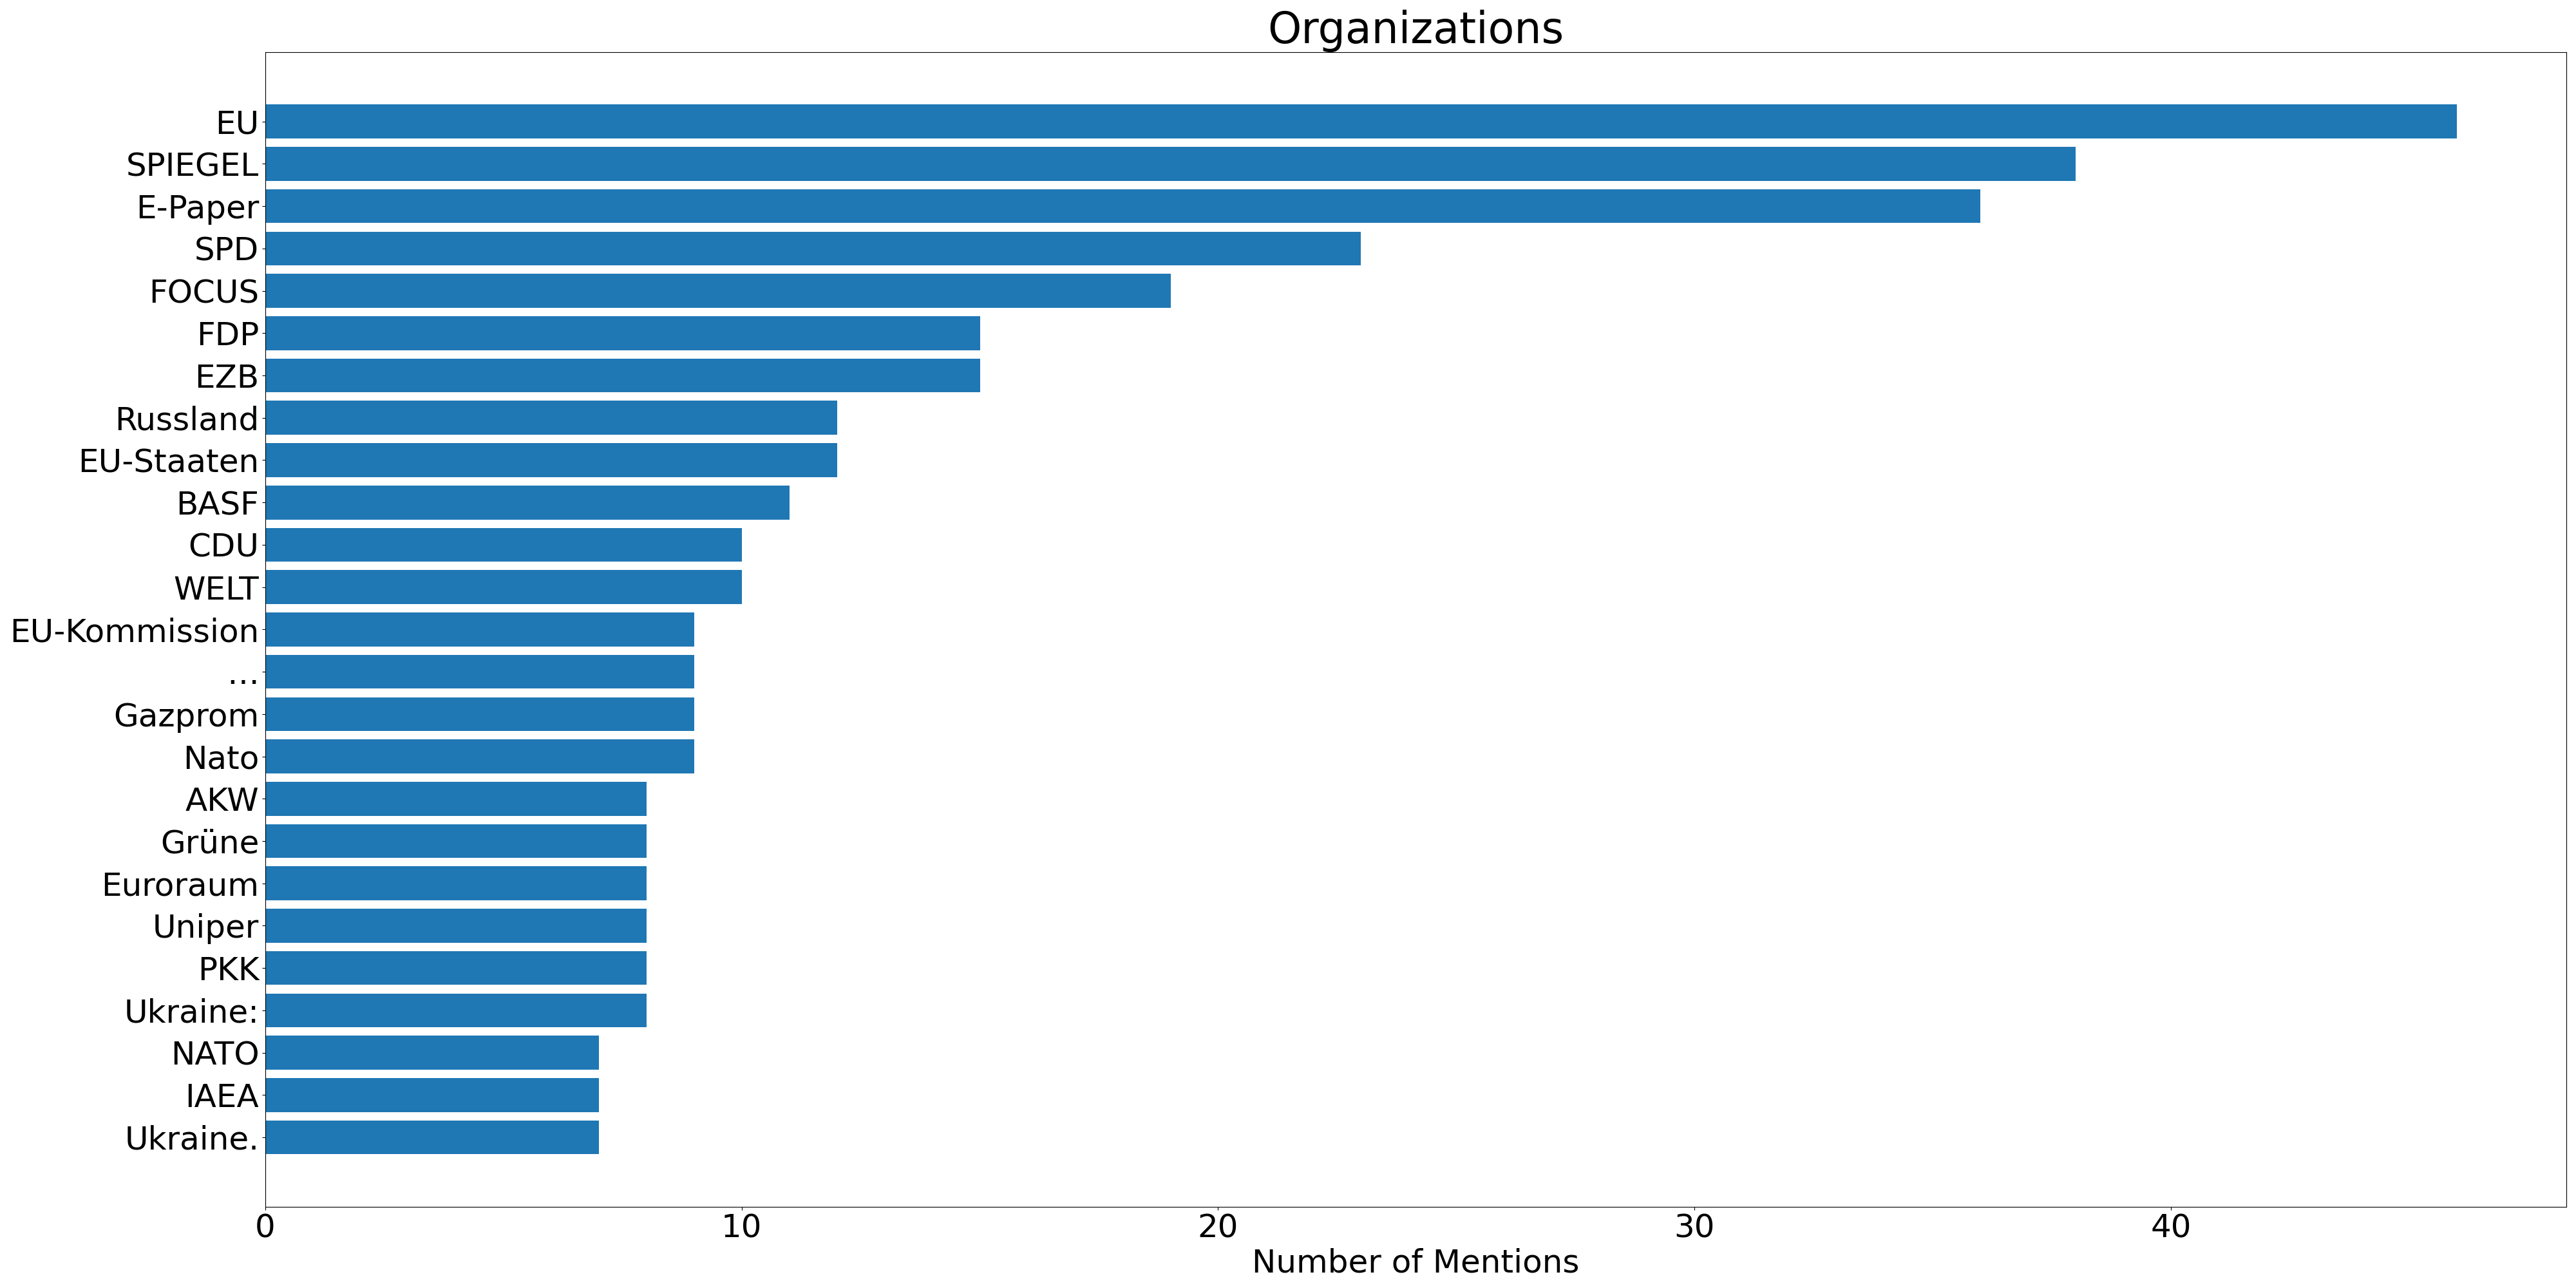 Organizations
EU
SPIEGEL
E-Paper
SPD
FOCUS
FDP
EZB
Russland
EU-Staaten
BASF
CDU
WELT
EU-Kommission
...
Gazprom
Nato
AKW
Grüne
Euroraum
Uniper
PKK
Ukraine:
NATO
IAEA
Ukraine.
0 10 20 30 40
Number of Mentions